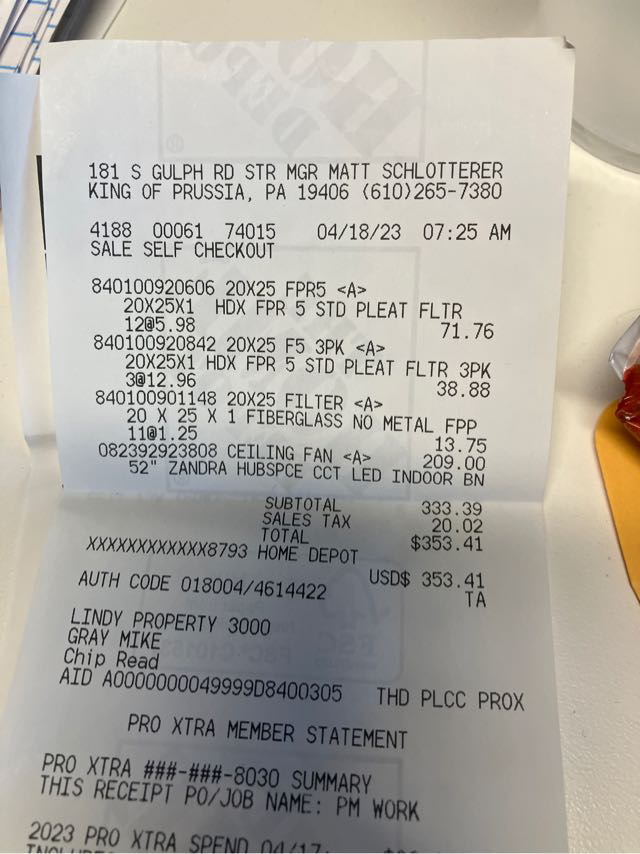 181 S GULPH RD STR MGR MATT SCHLOTTERER
KING OF PRUSSIA, PA 19406 (610)265-7380
4188 00061 74015 04/18/23 07:25 AM
SALE SELF CHECKOUT
840100920606 20X25 FPR5 <A>
20X25X1 HDX FPR 5 STD PLEAT FLTR
12@5.98 71.76
840100920842 20X25 F5 3PK <A>
20X25X1 HDX FPR 5 STD PLEAT FLTR 3PK
3@12.96 38.88
840100901148 20X25 FILTER <A>
20 X 25 X 1 FIBERGLASS NO METAL FPP
11@1.25 13.75
082392923808 CEILING FAN <A> 209.00
52" ZANDRA HUBSPCE CCT LED INDOOR BN
SUBTOTAL 333.39
SALES TAX 20.02
TOTAL $353.41
XXXXXXXXXXXX8793 HOME DEPOT
USD$ 353.41
AUTH CODE 018004/4614422 TA
LINDY PROPERTY 3000
GRAY MIKE
Chip Read
AID A0000000049999D8400305 THD PLCC PROX
PRO XTRA MEMBER STATEMENT
PRO XTRA ###-###-8030 SUMMARY
THIS RECEIPT PO/JOB NAME: PM WORK
2023 PRO XTRA SPEND 04/17: